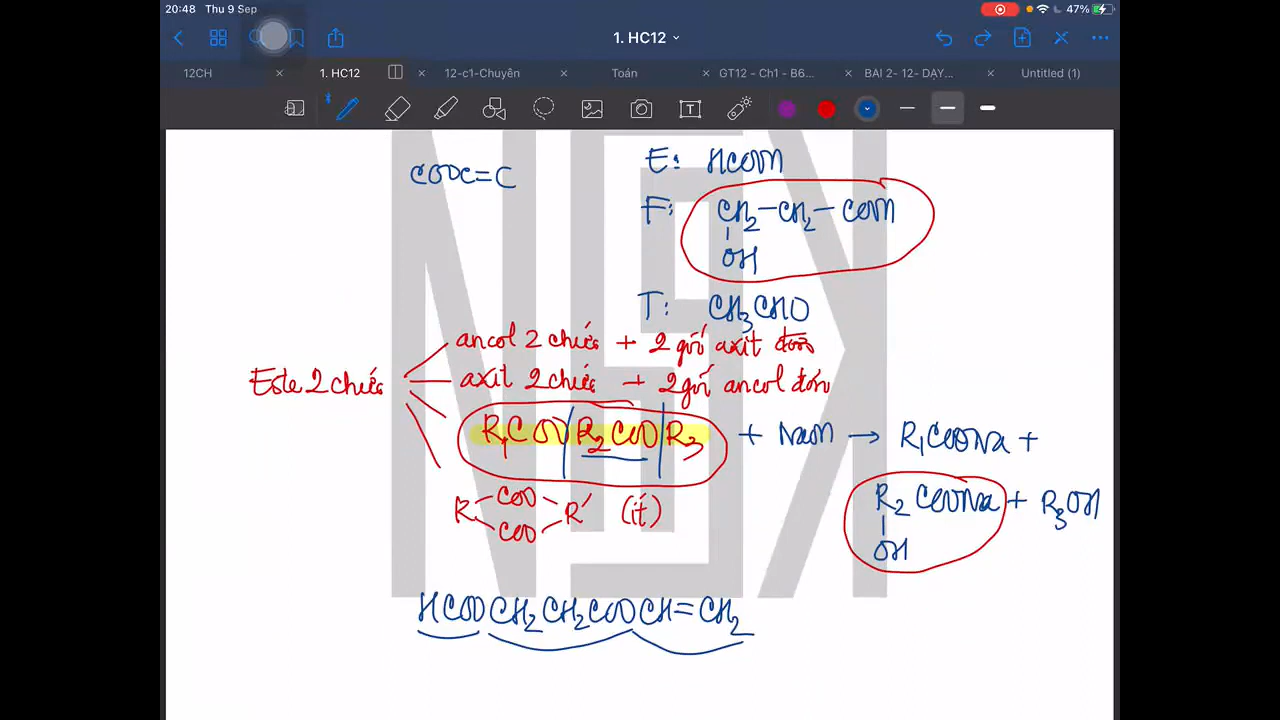 20:48 Thu 9 Sep
47%
1. HC12
12CH
1. HC12
12-c1-Chuyên
Toán
GT12 - Ch1 - B6...
BÀI 2- 12- DẠY...
Untitled (1)
COOC=C
E: HCOOH
F: CH2-CH2-COOH
OH
T: CH3CHO
Este 2 chức
ancol 2 chức + 2 gốc axit đơn
axit 2 chức + 2 gốc ancol đơn
R1COO|R2COO|R3 + NaOH → R1COONa +
R2COONa + R3OH
OH
R COO R' (ít)
COO
HCOOCH2CH2COOCH=CH2